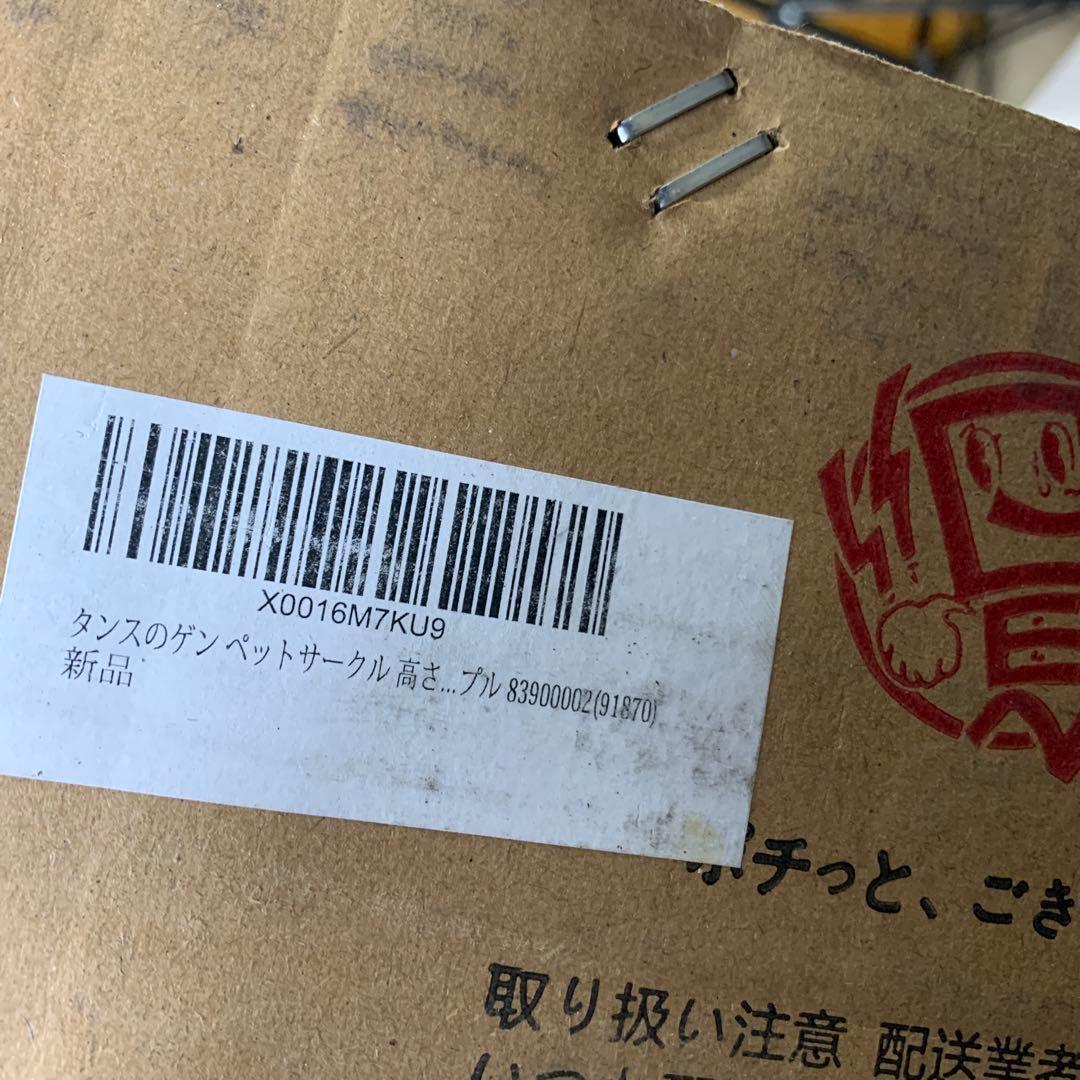 X0016M7KU9
タンスのゲン ペットサークル 高さ...プル 83900002(91870)
新品
ポチっと、ごき
取り扱い注意 配送業者